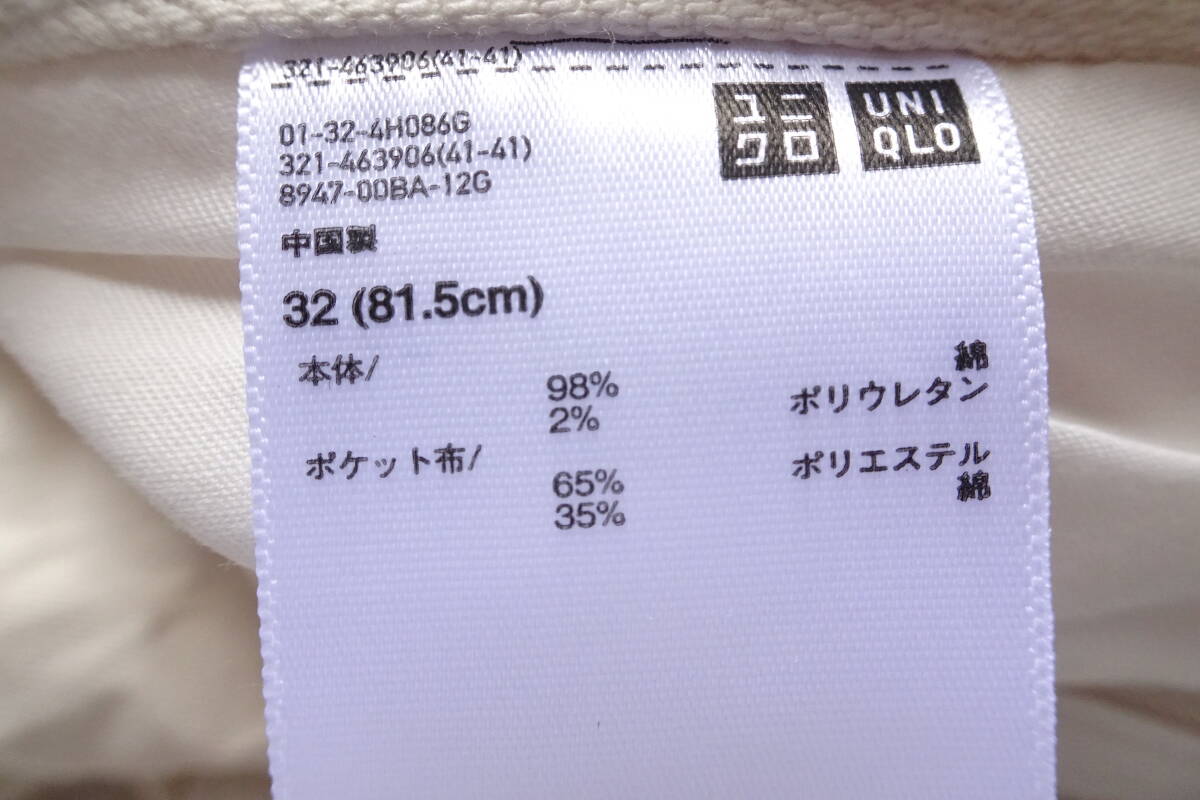 321-463906(41-41)
ユニ
クロ
UNI
QLO
01-32-4H086G
321-463906(41-41)
8947-00BA-12G
中国製
32 (81.5cm)
本体/
98% 綿
2% ポリウレタン
ポケット布/
65% ポリエステル
35% 綿